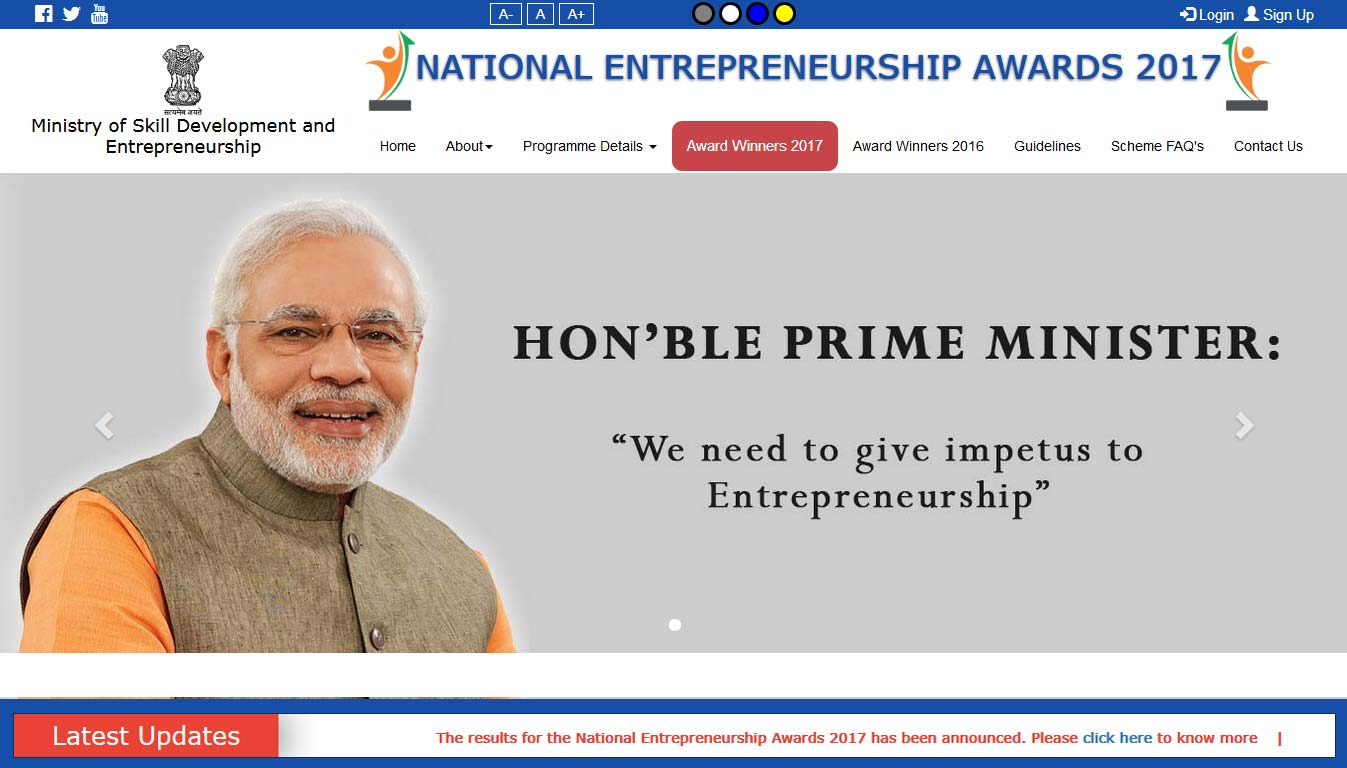 You
Tube
A-
A
A+
Login
Sign Up
NATIONAL ENTREPRENEURSHIP AWARDS 2017
सत्यमेव जयते
Ministry of Skill Development and
Entrepreneurship
Home
About
Programme Details
Award Winners 2017
Award Winners 2016
Guidelines
Scheme FAQ's
Contact Us
HON’BLE PRIME MINISTER:
“We need to give impetus to
Entrepreneurship”
Latest Updates
The results for the National Entrepreneurship Awards 2017 has been announced. Please click here to know more |